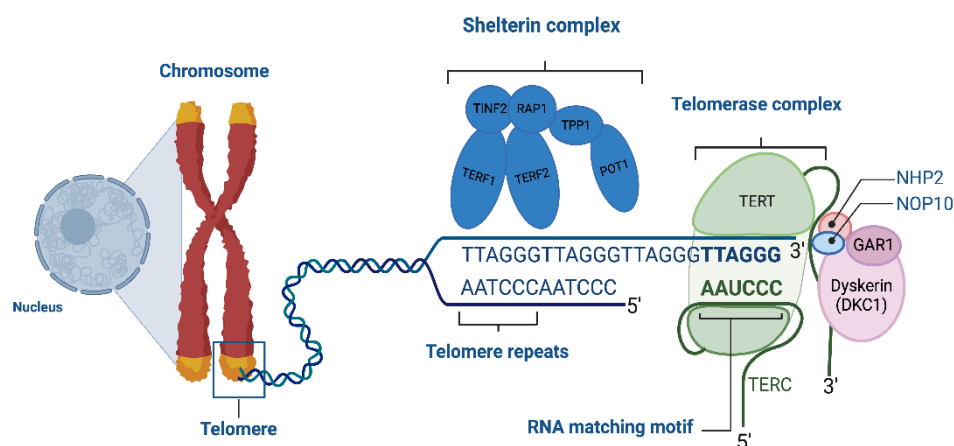 Shelterin complex
Chromosome
TINF2
RAP1
TPP1
Telomerase complex
TERF1
TERF2
POT1
TERT
NHP2
NOP10
GAR1
TTAGGGTTAGGGTTAGGGTTAGGG 3'
AATCCCAATCCC
AAUCCC
5'
Dyskerin
(DKC1)
Nucleus
Telomere repeats
TERC
3'
Telomere
RNA matching motif
5'